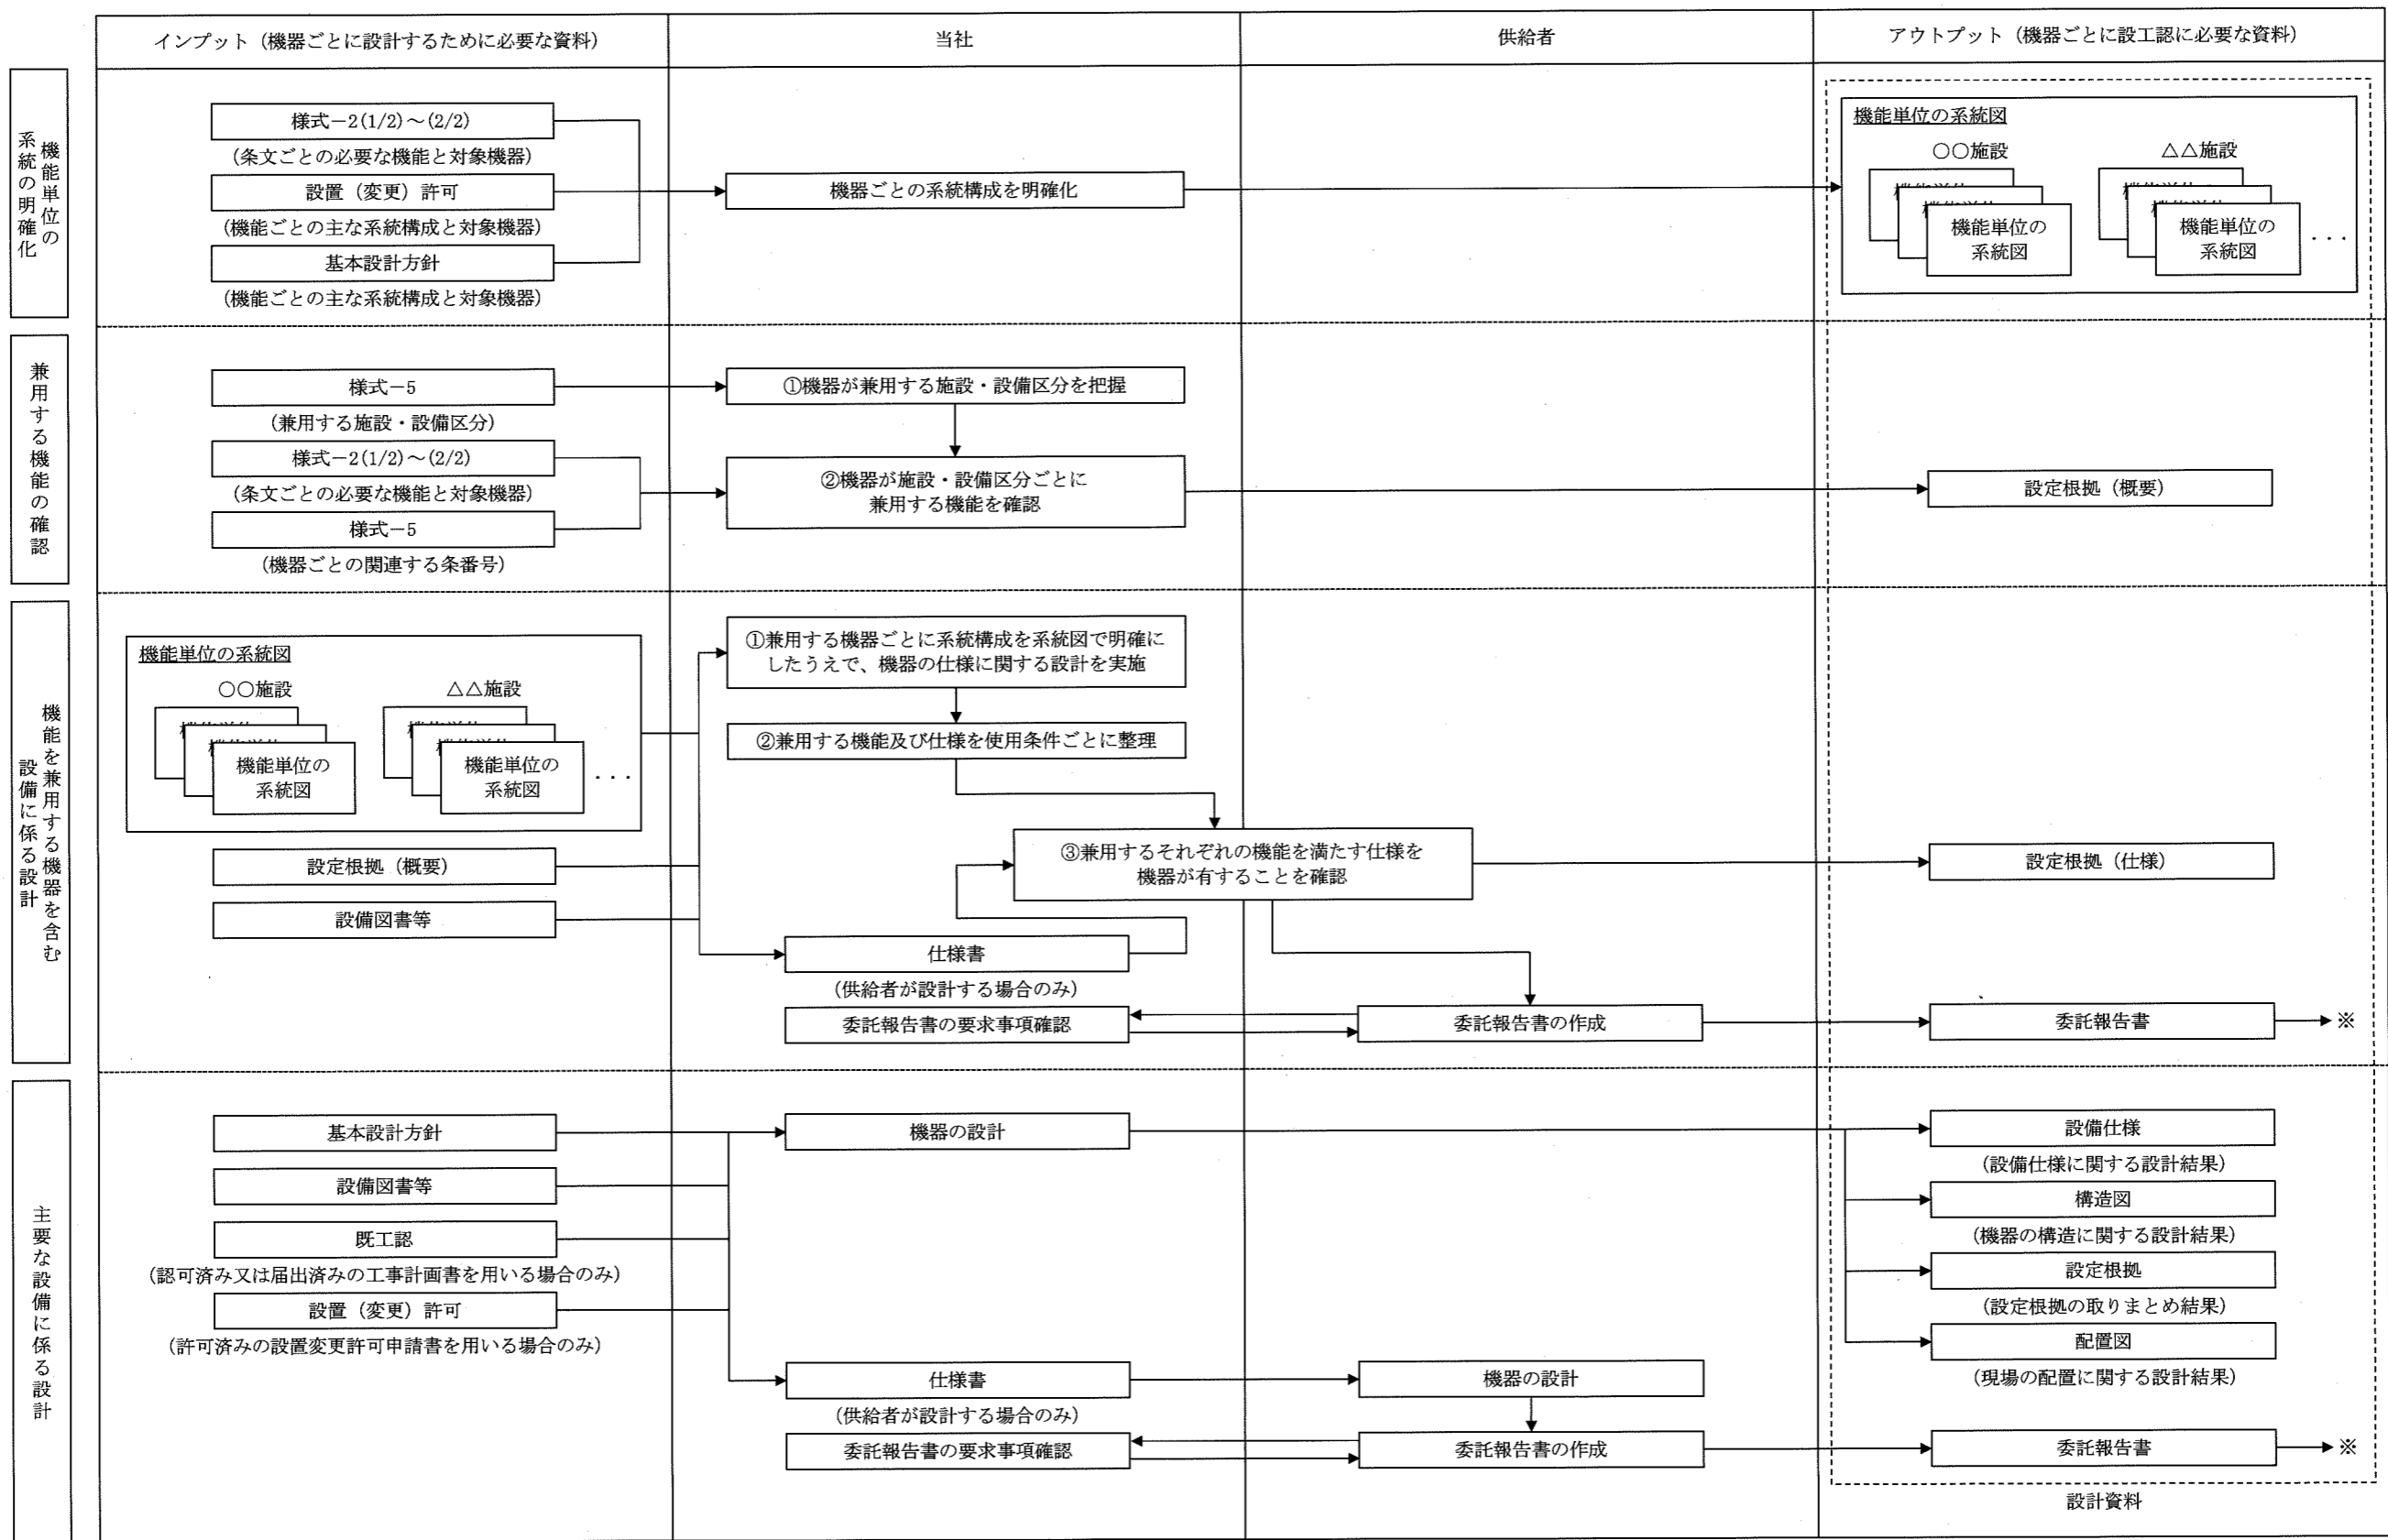 インプット（機器ごとに設計するために必要な資料）
当社
供給者
アウトプット（機器ごとに設工認に必要な資料）
機能単位の
系統の明確化
様式－2(1/2)～(2/2)
(条文ごとの必要な機能と対象機器)
設置（変更）許可
(機能ごとの主な系統構成と対象機器)
基本設計方針
(機能ごとの主な系統構成と対象機器)
機器ごとの系統構成を明確化
機能単位の系統図
〇〇施設
△△施設
機能単位の
系統図
機能単位の
系統図
・・・
兼用する機能の確認
様式－5
(兼用する施設・設備区分)
様式－2(1/2)～(2/2)
(条文ごとの必要な機能と対象機器)
様式－5
(機器ごとの関連する条番号)
①機器が兼用する施設・設備区分を把握
②機器が施設・設備区分ごとに
兼用する機能を確認
設定根拠（概要）
機能を兼用する機器を含む
設備に係る設計
機能単位の系統図
〇〇施設
△△施設
機能単位の
系統図
機能単位の
系統図
・・・
設定根拠（概要）
設備図書等
①兼用する機器ごとに系統構成を系統図で明確に
したうえで、機器の仕様に関する設計を実施
②兼用する機能及び仕様を使用条件ごとに整理
③兼用するそれぞれの機能を満たす仕様を
機器が有することを確認
仕様書
(供給者が設計する場合のみ)
委託報告書の要求事項確認
委託報告書の作成
設定根拠（仕様）
委託報告書
※
主要な設備に係る設計
基本設計方針
設備図書等
既工認
(認可済み又は届出済みの工事計画書を用いる場合のみ)
設置（変更）許可
(許可済みの設置変更許可申請書を用いる場合のみ)
機器の設計
仕様書
(供給者が設計する場合のみ)
委託報告書の要求事項確認
機器の設計
委託報告書の作成
設備仕様
(設備仕様に関する設計結果)
構造図
(機器の構造に関する設計結果)
設定根拠
(設定根拠の取りまとめ結果)
配置図
(現場の配置に関する設計結果)
委託報告書
※
設計資料